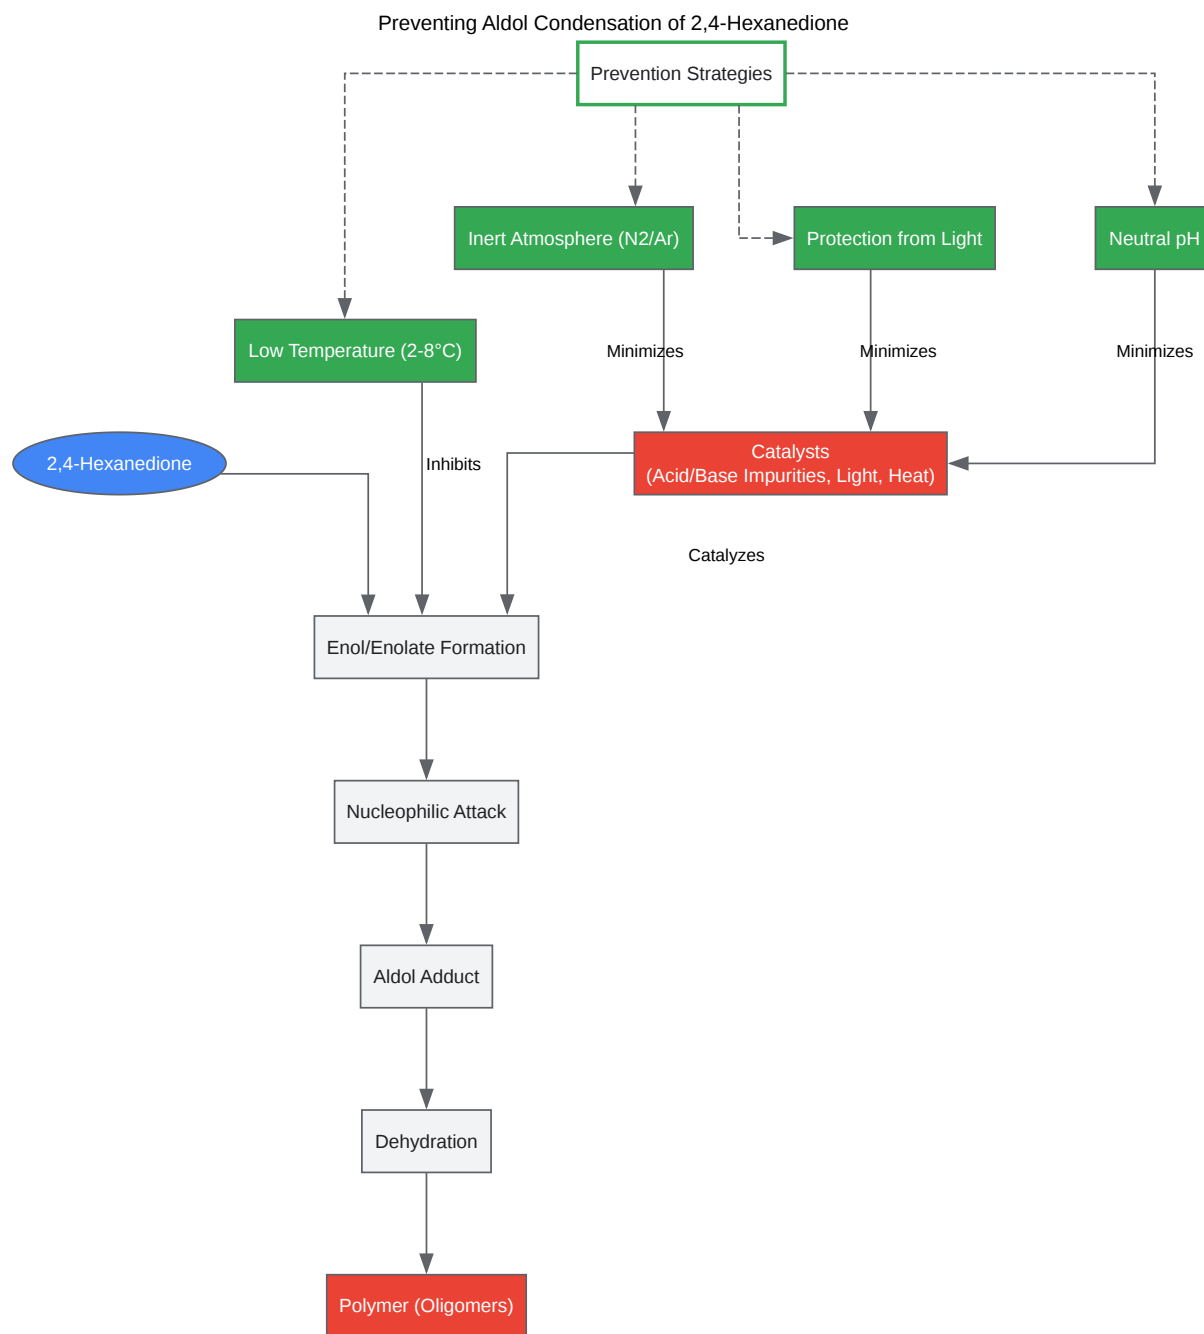 Preventing Aldol Condensation of 2,4-Hexanedione
Prevention Strategies
Inert Atmosphere (N2/Ar)
Protection from Light
Neutral pH
Low Temperature (2-8°C)
Minimizes
Minimizes
Minimizes
2,4-Hexanedione
Inhibits
Catalysts
(Acid/Base Impurities, Light, Heat)
Catalyzes
Enol/Enolate Formation
Nucleophilic Attack
Aldol Adduct
Dehydration
Polymer (Oligomers)